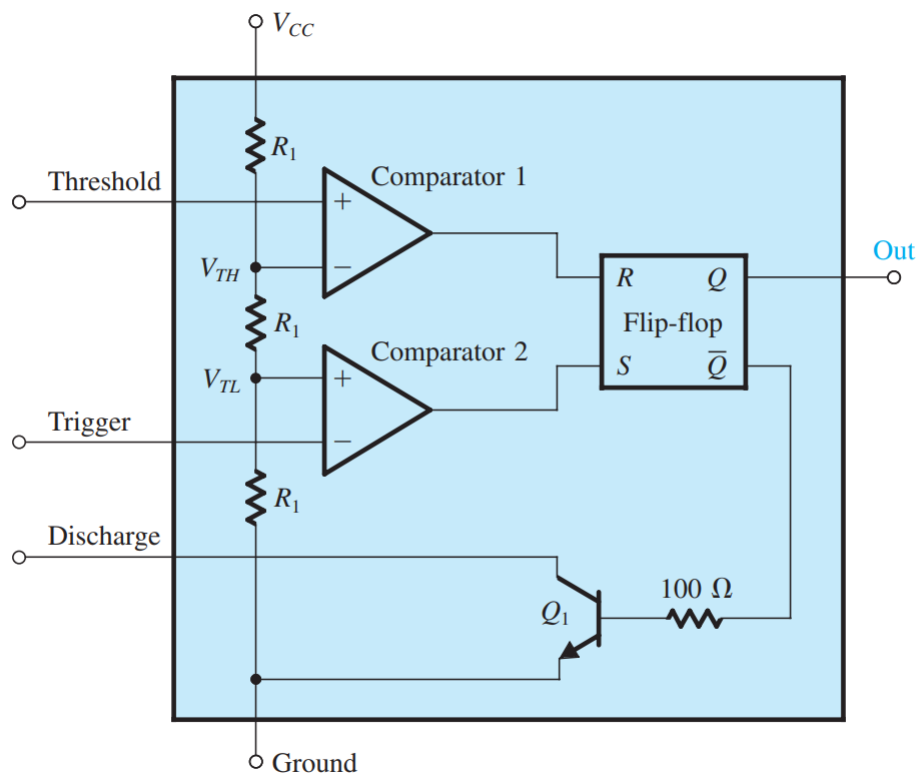 V_CC
R_1
Threshold
Comparator 1
+
Out
V_TH
−
R Q
R_1
Flip-flop
Comparator 2
V_TL
+
S Q̅
Trigger
−
R_1
Discharge
100 Ω
Q_1
Ground